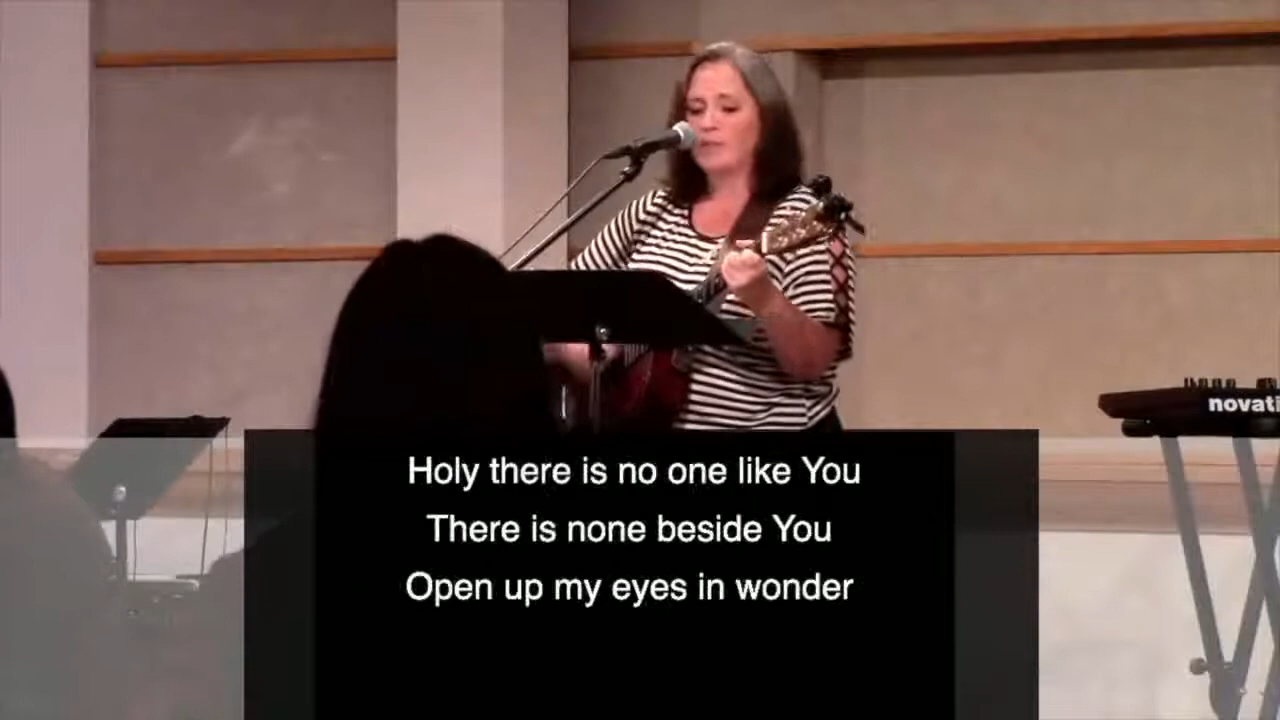 novati
Holy there is no one like You
There is none beside You
Open up my eyes in wonder